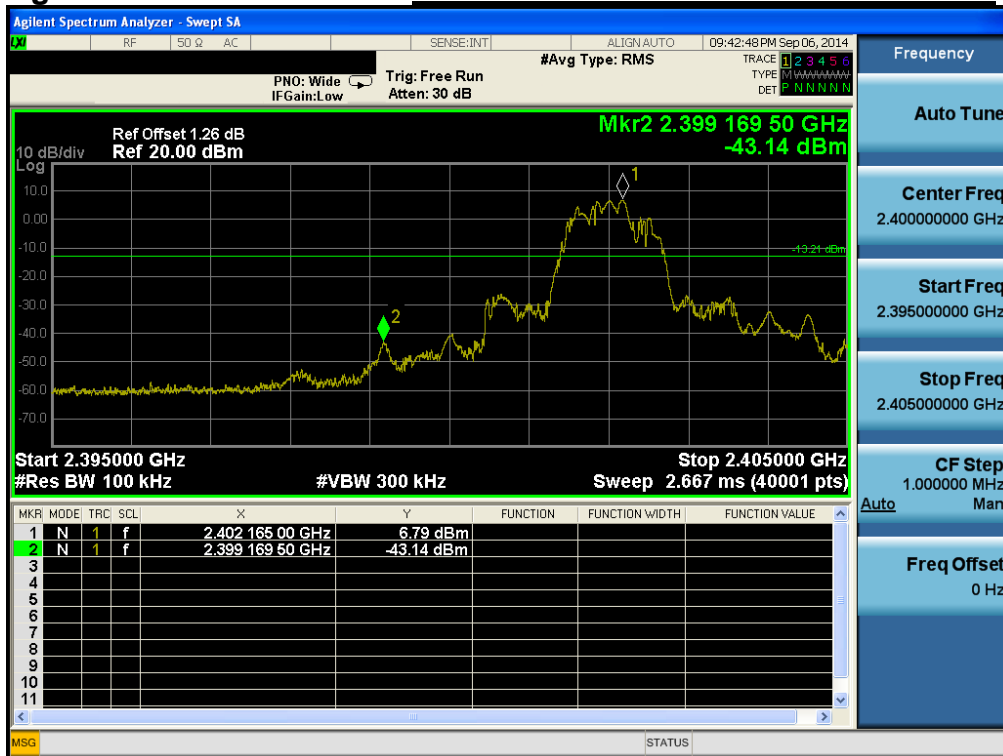 Agilent Spectrum Analyzer - Swept SA
LXI RF 50 Ω AC SENSE:INT ALIGN AUTO 09:42:48 PM Sep 06, 2014
#Avg Type: RMS
TRACE 1 2 3 4 5 6
TYPE M
DET P N N N N N
PNO: Wide
IFGain:Low
Trig: Free Run
Atten: 30 dB
Mkr2 2.399 169 50 GHz
-43.14 dBm
Ref Offset 1.26 dB
10 dB/div Ref 20.00 dBm
Log
1
10.0
0.00
-10.0
-13.21 dBm
-20.0
-30.0
2
-40.0
-50.0
-60.0
-70.0
Start 2.395000 GHz Stop 2.405000 GHz
#Res BW 100 kHz #VBW 300 kHz Sweep 2.667 ms (40001 pts)
MKR MODE TRC SCL X Y FUNCTION FUNCTION WIDTH FUNCTION VALUE
1 N 1 f 2.402 165 00 GHz 6.79 dBm
2 N 1 f 2.399 169 50 GHz -43.14 dBm
3
4
5
6
7
8
9
10
11
MSG STATUS
Frequency
Auto Tune
Center Freq
2.400000000 GHz
Start Freq
2.395000000 GHz
Stop Freq
2.405000000 GHz
CF Step
1.000000 MHz
Auto Man
Freq Offset
0 Hz